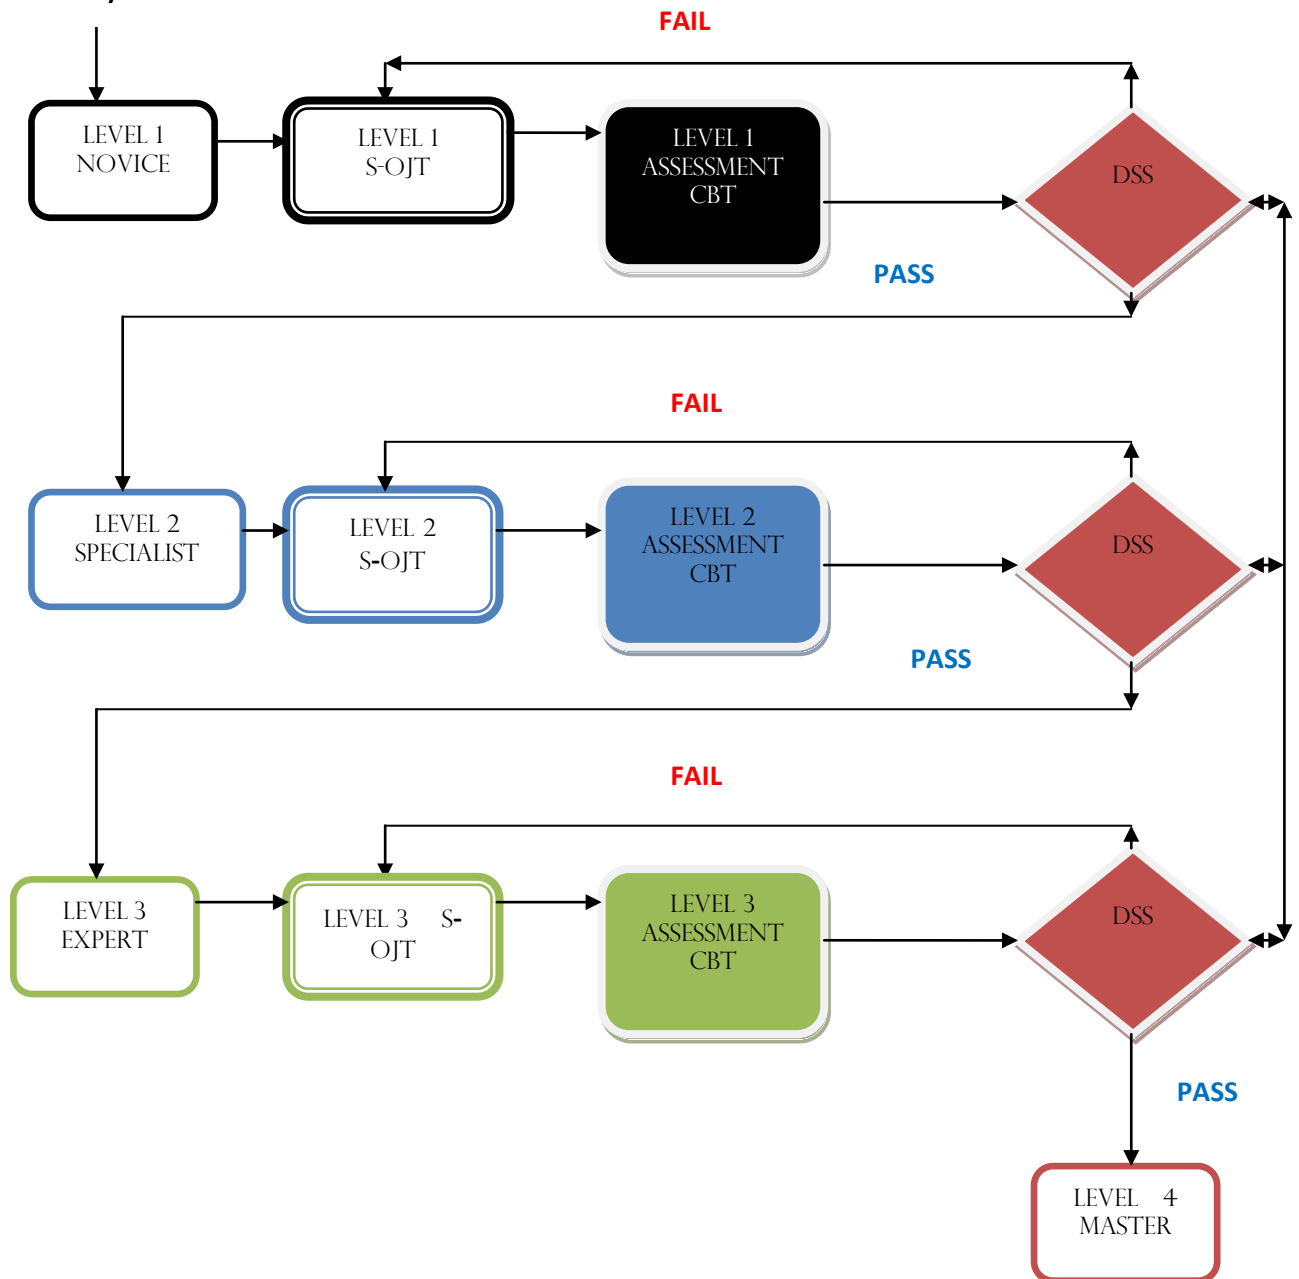 FAIL
LEVEL 1
NOVICE
LEVEL 1
S-OJT
LEVEL 1
ASSESSMENT
CBT
DSS
PASS
FAIL
LEVEL 2
SPECIALIST
LEVEL 2
S-OJT
LEVEL 2
ASSESSMENT
CBT
DSS
PASS
FAIL
LEVEL 3
EXPERT
LEVEL 3 S-
OJT
LEVEL 3
ASSESSMENT
CBT
DSS
PASS
LEVEL 4
MASTER